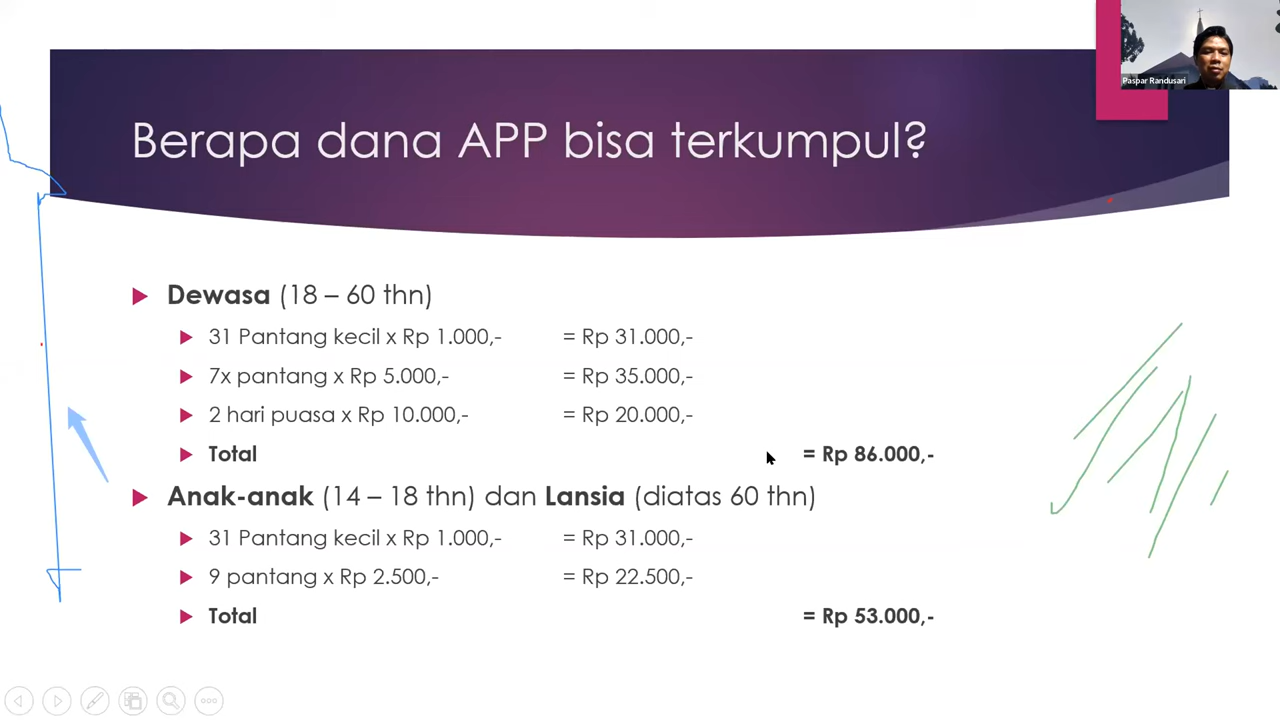 Paspar Randusari
Berapa dana APP bisa terkumpul?
Dewasa (18 – 60 thn)
31 Pantang kecil x Rp 1.000,- = Rp 31.000,-
7x pantang x Rp 5.000,- = Rp 35.000,-
2 hari puasa x Rp 10.000,- = Rp 20.000,-
Total = Rp 86.000,-
Anak-anak (14 – 18 thn) dan Lansia (diatas 60 thn)
31 Pantang kecil x Rp 1.000,- = Rp 31.000,-
9 pantang x Rp 2.500,- = Rp 22.500,-
Total = Rp 53.000,-